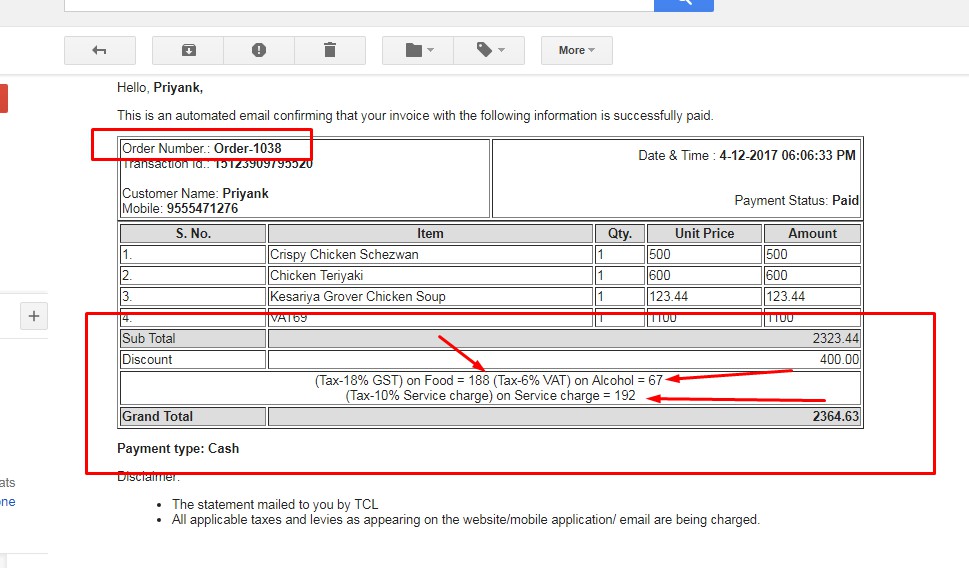 More
Hello, Priyank,
This is an automated email confirming that your invoice with the following information is successfully paid.
Order Number.: Order-1038
Transaction Id.: 15123909795520
Customer Name: Priyank
Mobile: 9555471276
Date & Time : 4-12-2017 06:06:33 PM
Payment Status: Paid
S. No. Item Qty. Unit Price Amount
1. Crispy Chicken Schezwan 1 500 500
2. Chicken Teriyaki 1 600 600
3. Kesariya Grover Chicken Soup 1 123.44 123.44
4. VAT69 1 1100 1100
Sub Total 2323.44
Discount 400.00
(Tax-18% GST) on Food = 188 (Tax-6% VAT) on Alcohol = 67
(Tax-10% Service charge) on Service charge = 192
Grand Total 2364.63
Payment type: Cash
Disclaimer:
ats
• The statement mailed to you by TCL
one
• All applicable taxes and levies as appearing on the website/mobile application/ email are being charged.